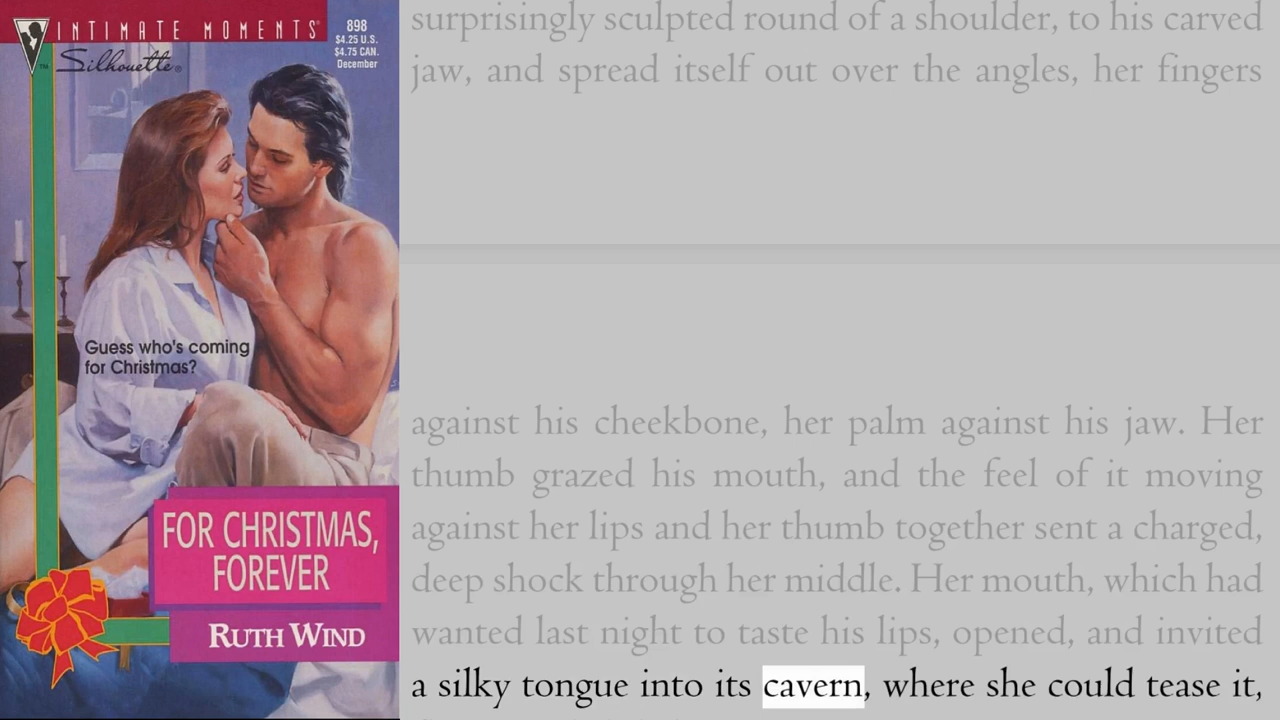 INTIMATE MOMENTS®
898
$4.25 U.S.
$4.75 CAN.
December
™
Silhouette®
Guess who's coming
for Christmas?
FOR CHRISTMAS,
FOREVER
RUTH WIND
surprisingly sculpted round of a shoulder, to his carved
jaw, and spread itself out over the angles, her fingers
against his cheekbone, her palm against his jaw. Her
thumb grazed his mouth, and the feel of it moving
against her lips and her thumb together sent a charged,
deep shock through her middle. Her mouth, which had
wanted last night to taste his lips, opened, and invited
a silky tongue into its cavern, where she could tease it,